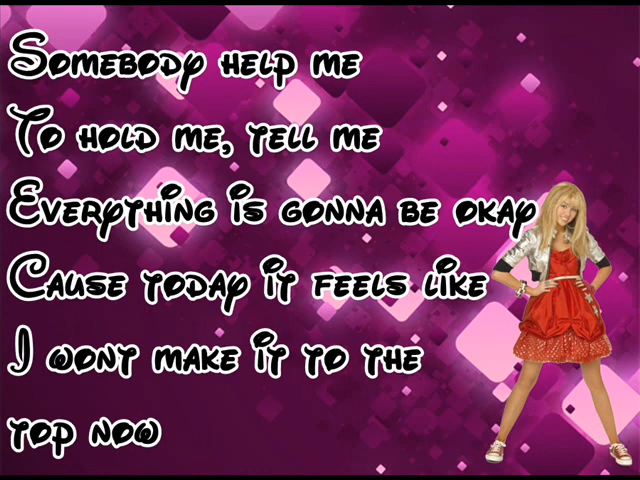 Somebody help me
To hold me, tell me
Everything is gonna be okay
Cause today it feels like
I wont make it to the
top now